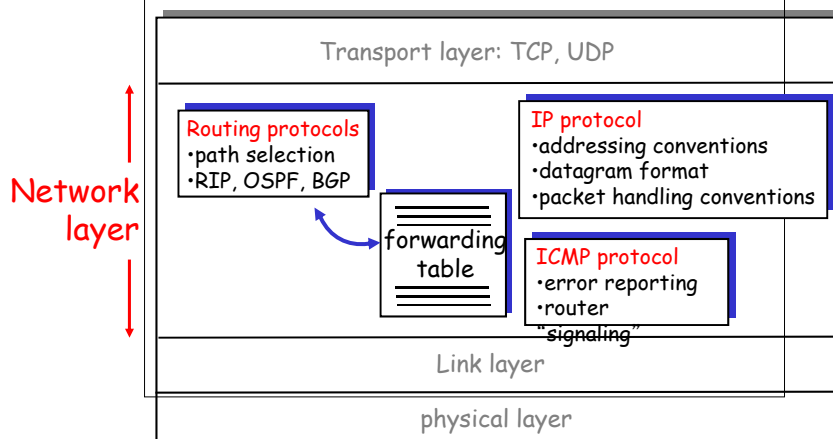 Transport layer: TCP, UDP
Network
layer
Routing protocols
•path selection
•RIP, OSPF, BGP
forwarding
table
IP protocol
•addressing conventions
•datagram format
•packet handling conventions
ICMP protocol
•error reporting
•router
“signaling”
Link layer
physical layer